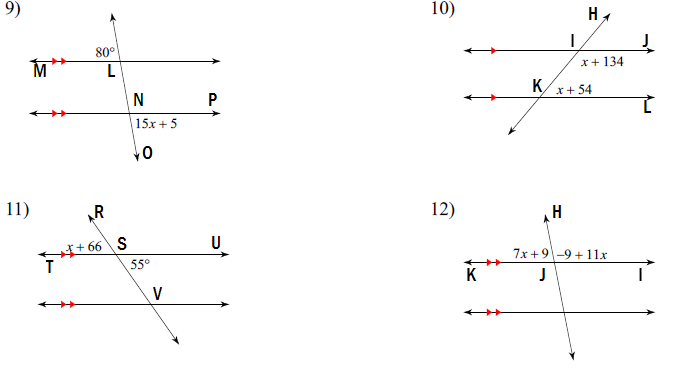 9)
80°
M L
N P
15x + 5
O
10)
H
I J
x + 134
K x + 54
L
11)
R
x + 66 S U
T 55°
V
12)
H
7x + 9 −9 + 11x
K J I